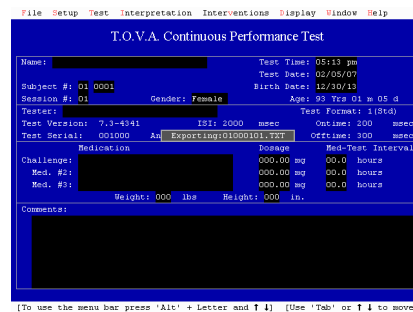 File Setup Test Interpretation Interventions Display Window Help
T.O.V.A. Continuous Performance Test
Name: Test Time: 05:13 pm
Test Date: 02/05/07
Subject #: 01 0001 Birth Date: 12/30/13
Session #: 01 Gender: Female Age: 93 Yrs 01 m 05 d
Tester: Test Format: 1(Std)
Test Version: 7.3-4341 ISI: 2000 msec Ontime: 200 msec
Test Serial: 001000 An Exporting:01000101.TXT Offtime: 300 msec
Medication Dosage Med-Test Interval
Challenge: 000.00 mg 00.0 hours
Med. #2: 000.00 mg 00.0 hours
Med. #3: 000.00 mg 00.0 hours
Weight: 000 lbs Height: 000 in.
Comments:
[To use the menu bar press 'Alt' + Letter and ↑ ↓] [Use 'Tab' or ↑ ↓ to move